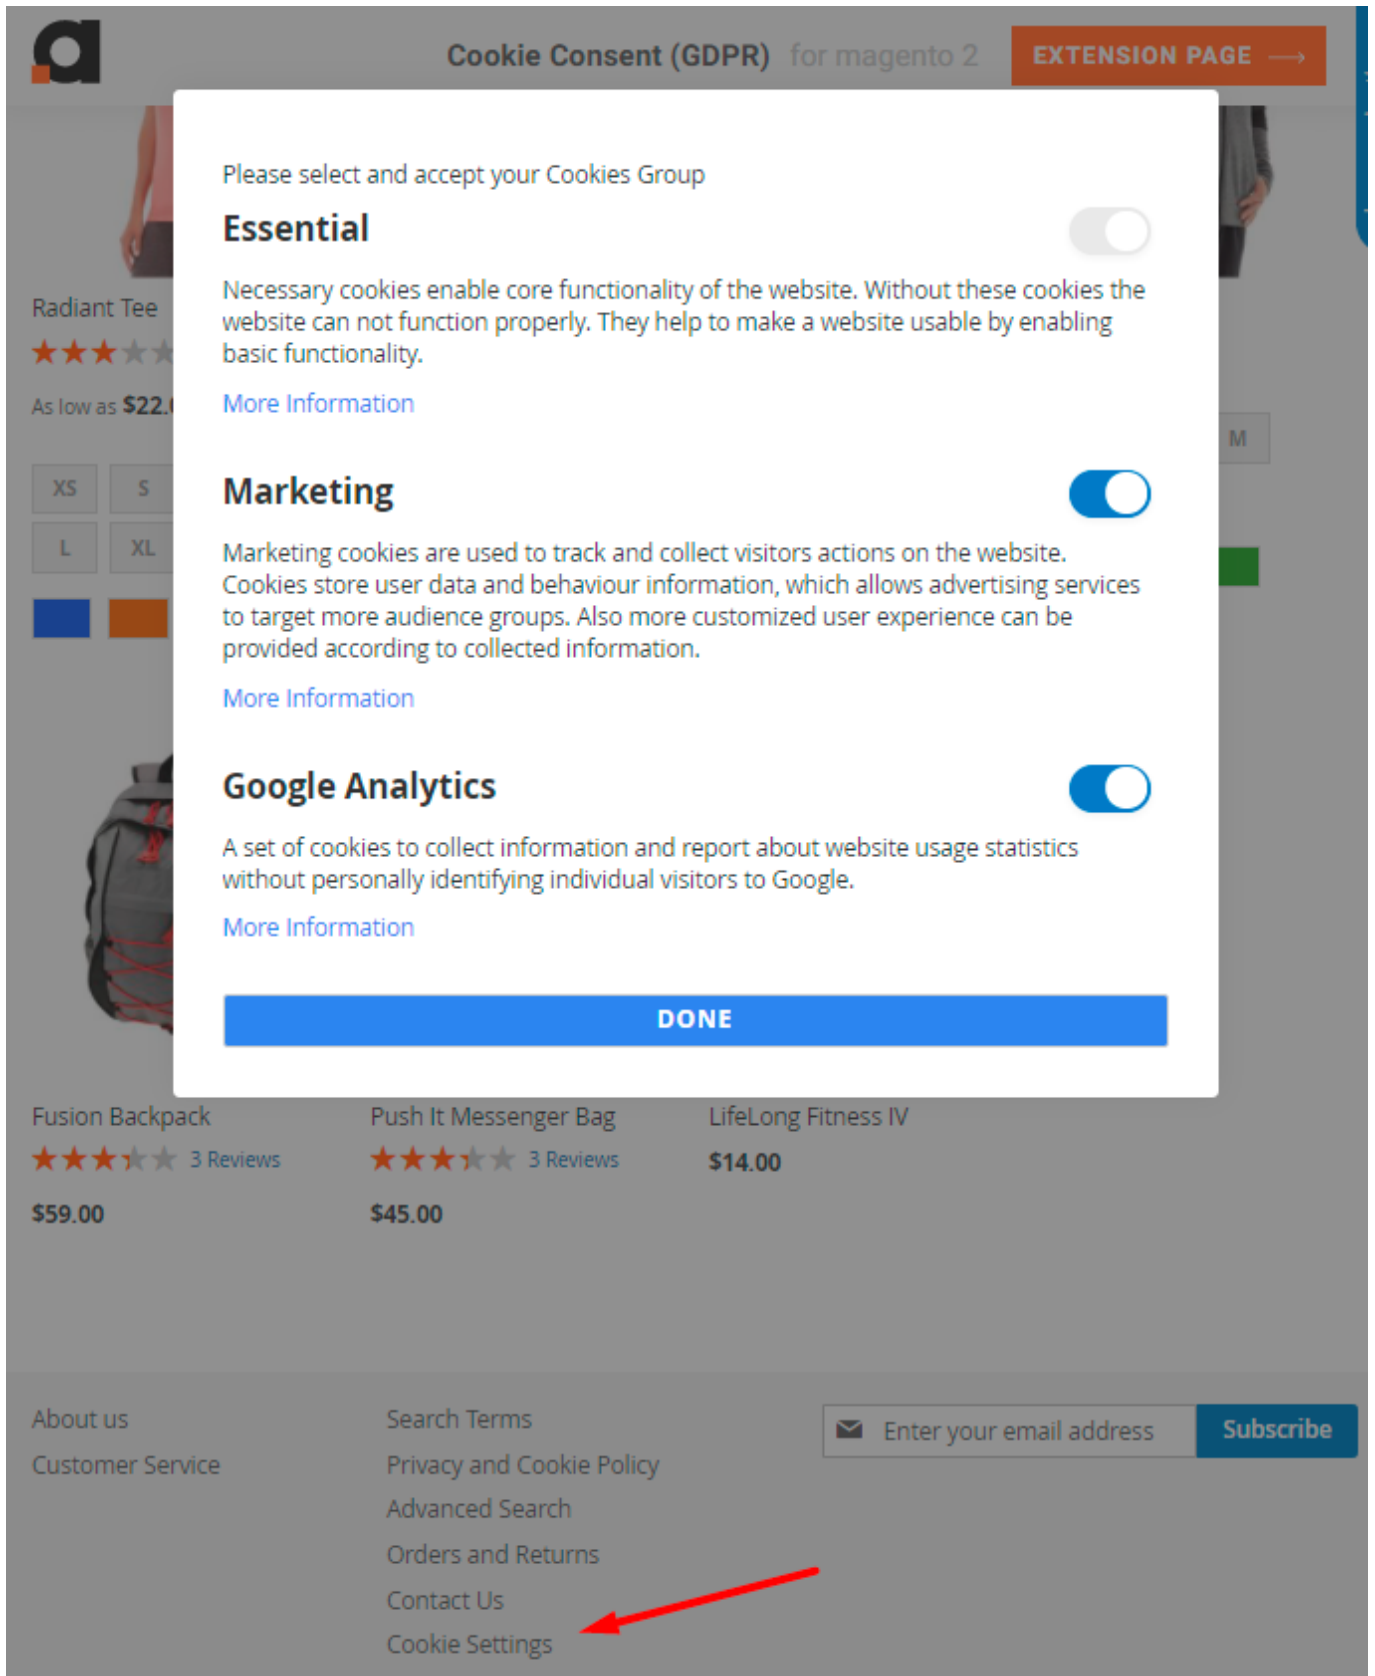 Cookie Consent (GDPR) for magento 2
EXTENSION PAGE
Please select and accept your Cookies Group
Essential
Necessary cookies enable core functionality of the website. Without these cookies the
website can not function properly. They help to make a website usable by enabling
basic functionality.
More Information
Marketing
Marketing cookies are used to track and collect visitors actions on the website.
Cookies store user data and behaviour information, which allows advertising services
to target more audience groups. Also more customized user experience can be
provided according to collected information.
More Information
Google Analytics
A set of cookies to collect information and report about website usage statistics
without personally identifying individual visitors to Google.
More Information
DONE
Radiant Tee
As low as $22.
XS S
L XL
M
Fusion Backpack
3 Reviews
$59.00
Push It Messenger Bag
3 Reviews
$45.00
LifeLong Fitness IV
$14.00
About us
Customer Service
Search Terms
Privacy and Cookie Policy
Advanced Search
Orders and Returns
Contact Us
Cookie Settings
Enter your email address
Subscribe